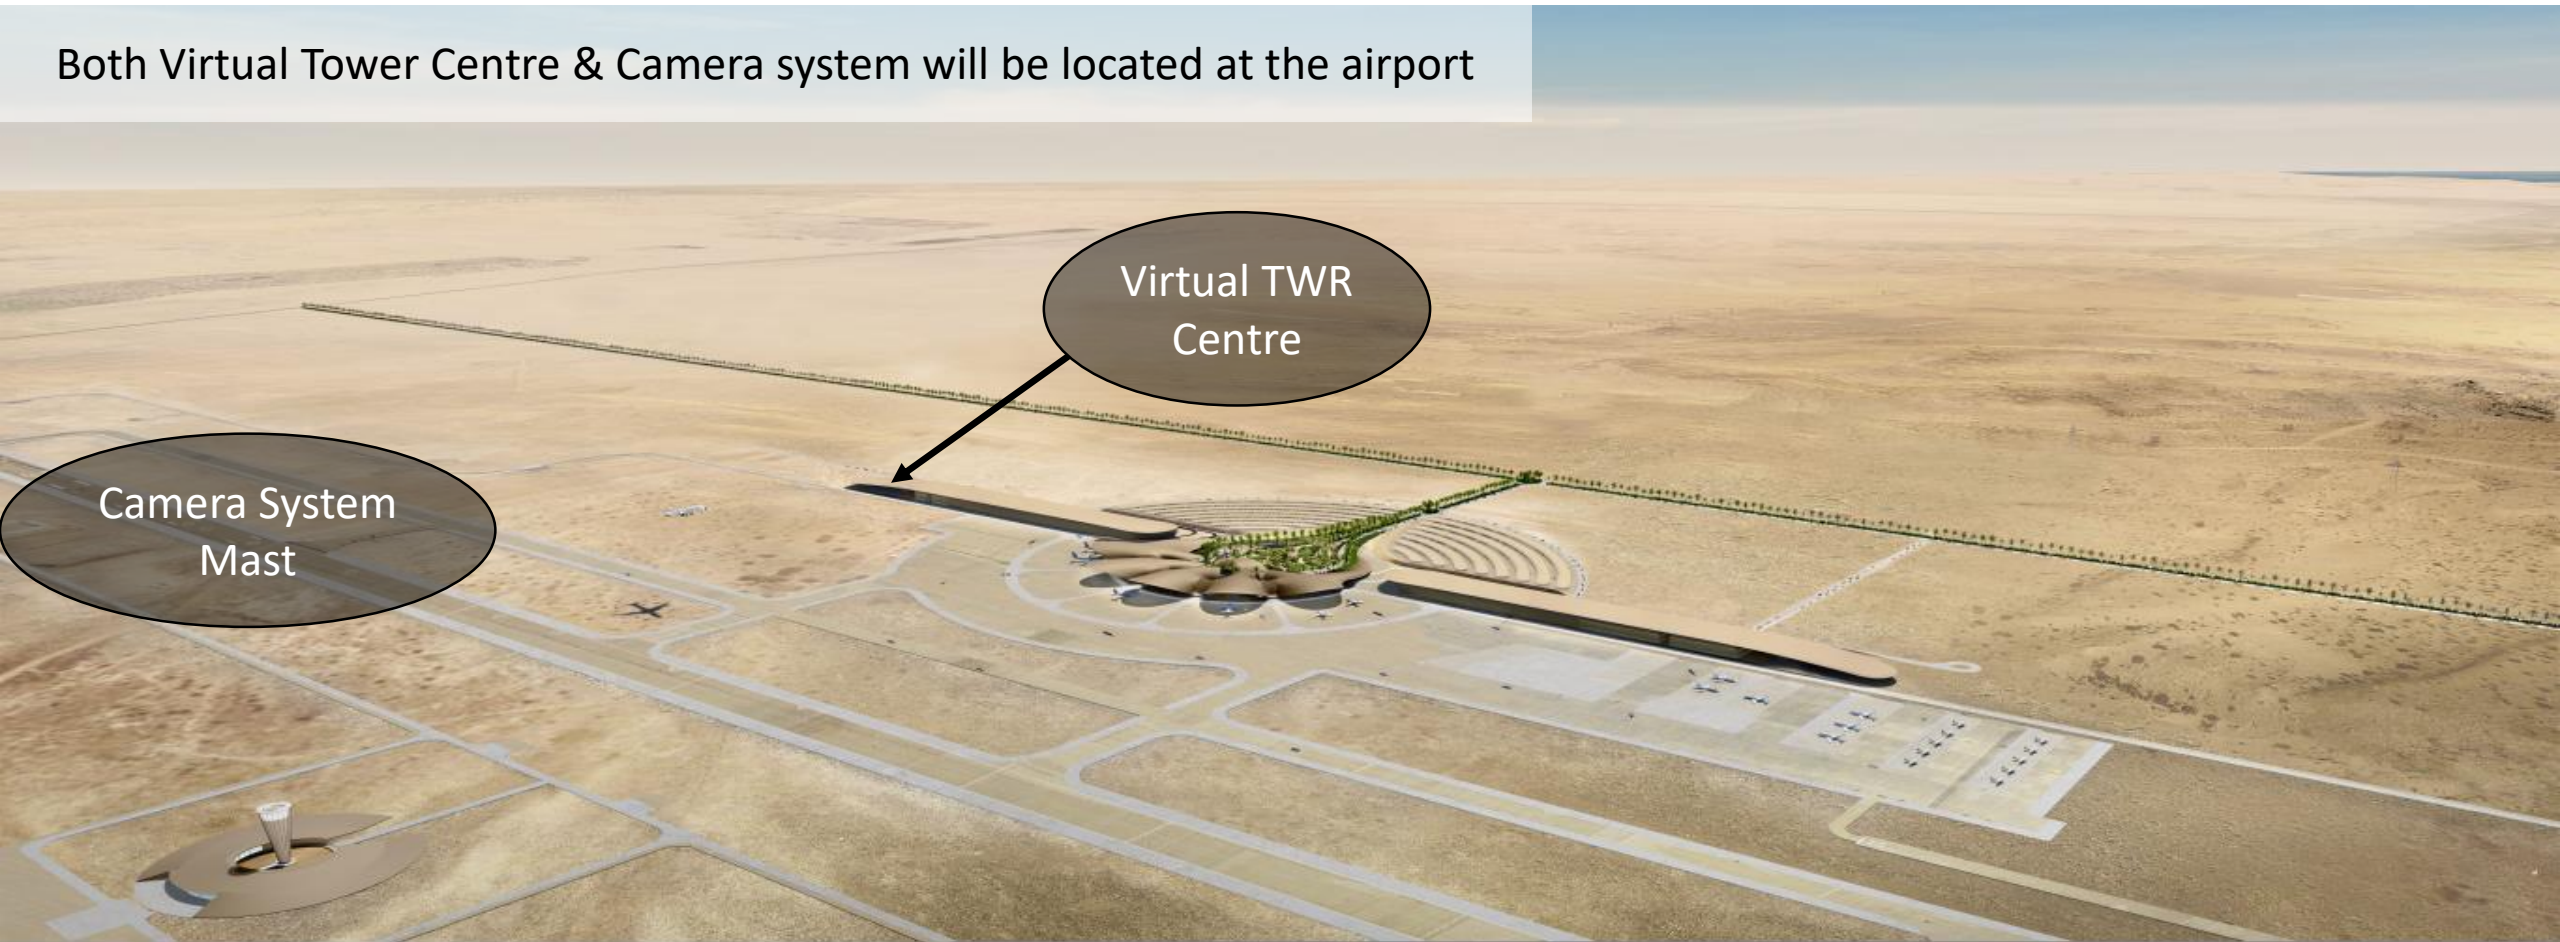 Both Virtual Tower Centre & Camera system will be located at the airport
Virtual TWR
Centre
Camera System
Mast